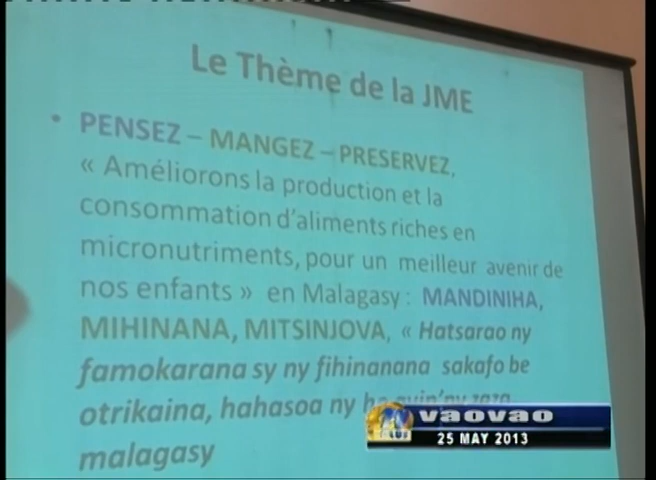 Le Thème de la JME
• PENSEZ – MANGEZ – PRESERVEZ,
« Améliorons la production et la
consommation d'aliments riches en
micronutriments, pour un meilleur avenir de
nos enfants » en Malagasy : MANDINIHA,
MIHINANA, MITSINJOVA, « Hatsarao ny
famokarana sy ny fihinanana sakafo be
otrikaina, hahasoa ny
malagasy
vaovao
25 MAY 2013